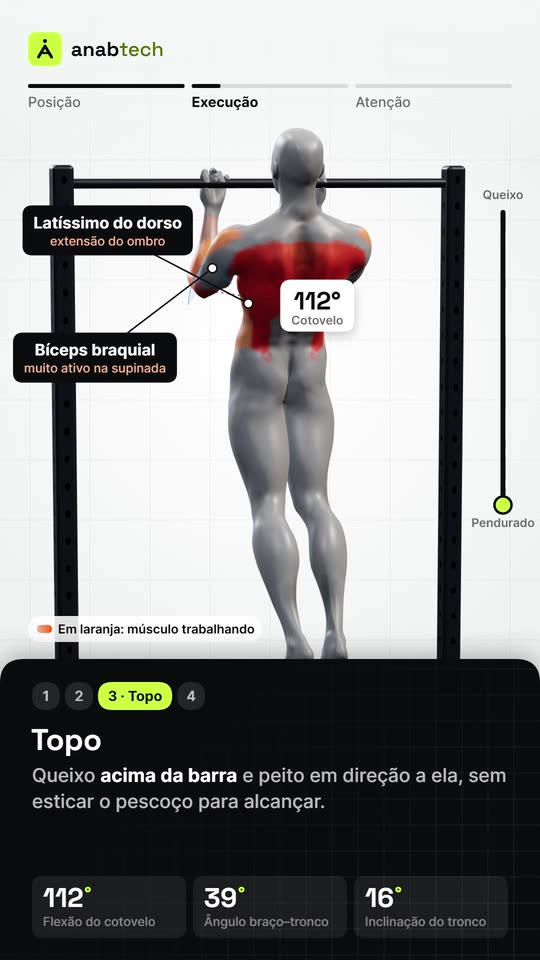 anabtech
Posição
Execução
Atenção
Queixo
Latíssimo do dorso
extensão do ombro
112°
Cotovelo
Bíceps braquial
muito ativo na supinada
Pendurado
Em laranja: músculo trabalhando
1
2
3 · Topo
4
Topo
Queixo acima da barra e peito em direção a ela, sem
esticar o pescoço para alcançar.
112°
Flexão do cotovelo
39°
Ângulo braço–tronco
16°
Inclinação do tronco